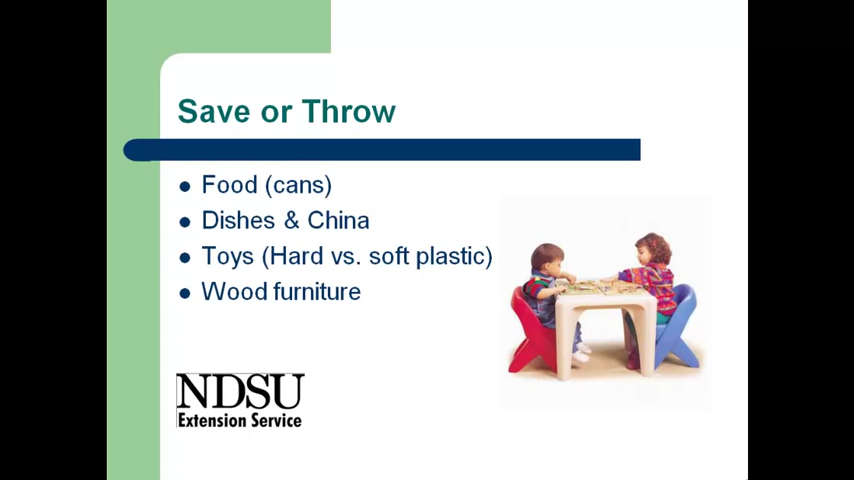 Save or Throw
Food (cans)
Dishes & China
Toys (Hard vs. soft plastic)
Wood furniture
NDSU
Extension Service